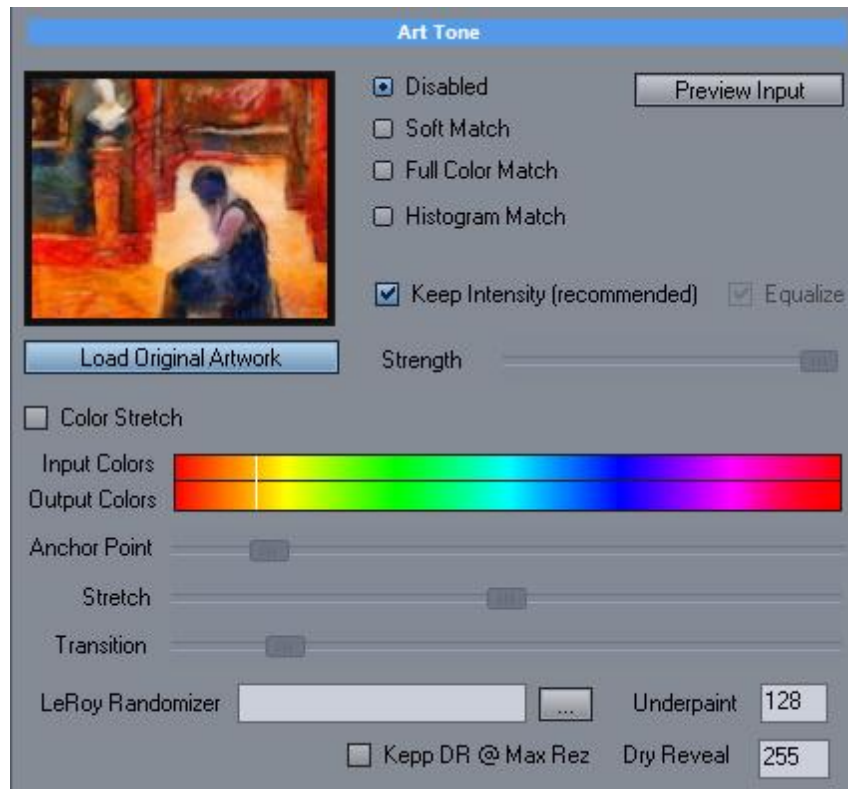 Art Tone
Disabled
Preview Input
Soft Match
Full Color Match
Histogram Match
Keep Intensity (recommended) Equalize
Load Original Artwork
Strength
Color Stretch
Input Colors
Output Colors
Anchor Point
Stretch
Transition
LeRoy Randomizer ... Underpaint 128
Kepp DR @ Max Rez Dry Reveal 255